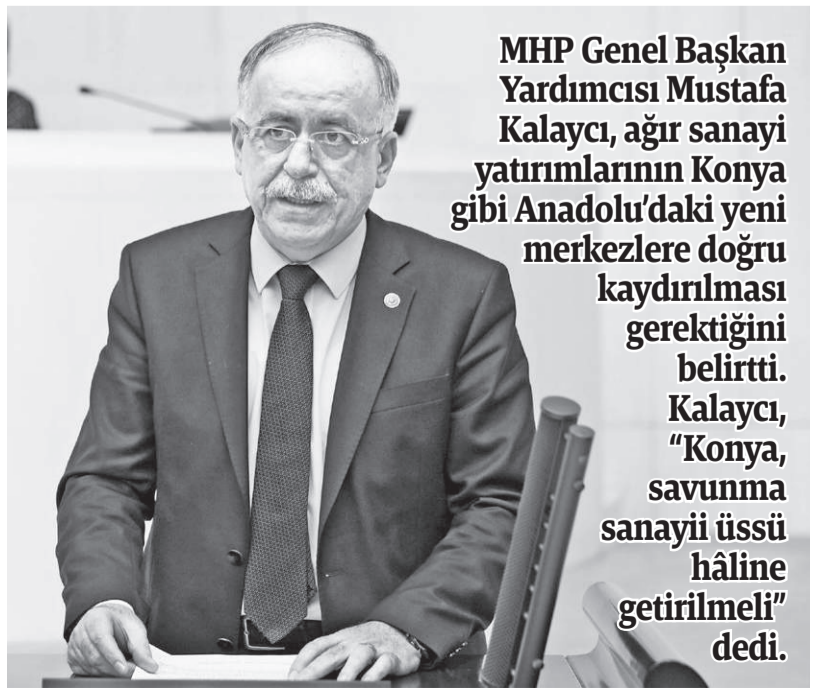 MHP Genel Başkan
Yardımcısı Mustafa
Kalaycı, ağır sanayi
yatırımlarının Konya
gibi Anadolu’daki yeni
merkezlere doğru
kaydırılması
gerektiğini
belirtti.
Kalaycı,
“Konya,
savunma
sanayii üssü
hâline
getirilmeli”
dedi.